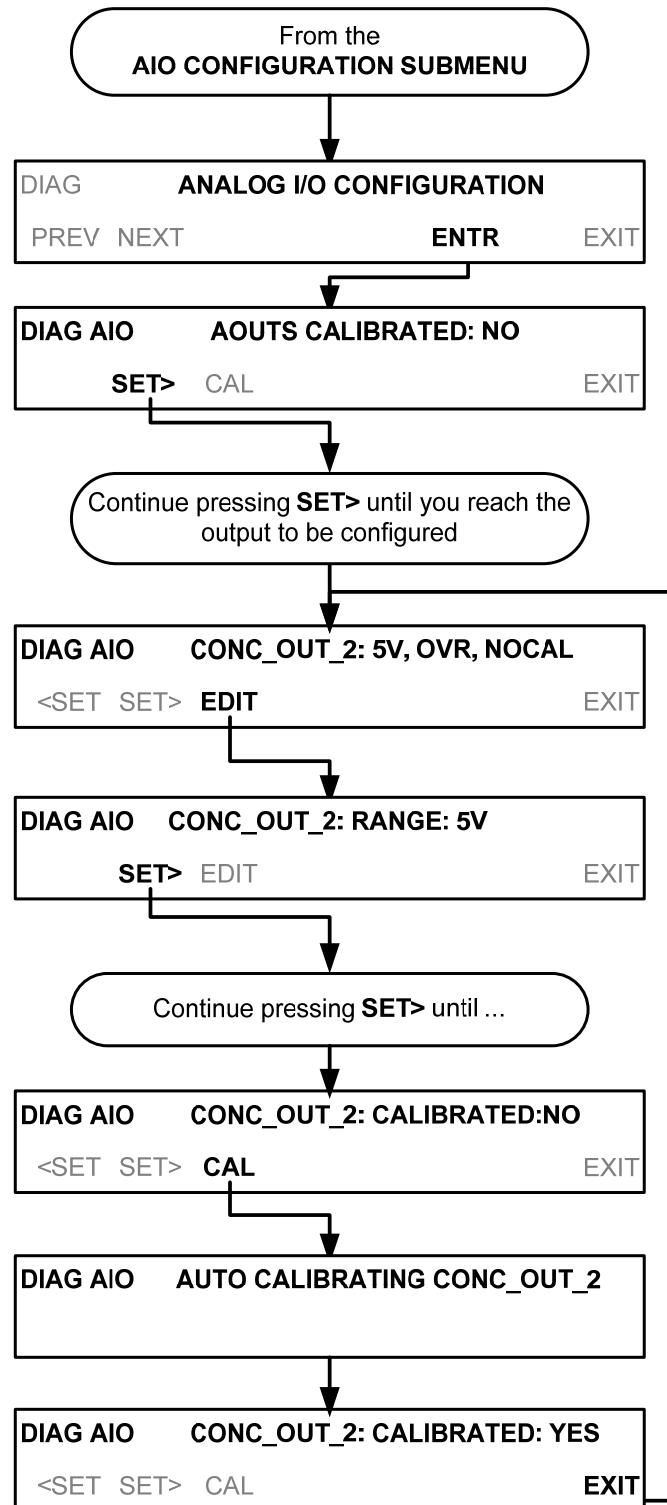 From the
AIO CONFIGURATION SUBMENU
DIAG ANALOG I/O CONFIGURATION
PREV NEXT ENTR EXIT
DIAG AIO AOUTS CALIBRATED: NO
SET> CAL EXIT
Continue pressing SET> until you reach the
output to be configured
DIAG AIO CONC_OUT_2: 5V, OVR, NOCAL
<SET SET> EDIT EXIT
DIAG AIO CONC_OUT_2: RANGE: 5V
SET> EDIT EXIT
Continue pressing SET> until ...
DIAG AIO CONC_OUT_2: CALIBRATED:NO
<SET SET> CAL EXIT
DIAG AIO AUTO CALIBRATING CONC_OUT_2
DIAG AIO CONC_OUT_2: CALIBRATED: YES
<SET SET> CAL EXIT